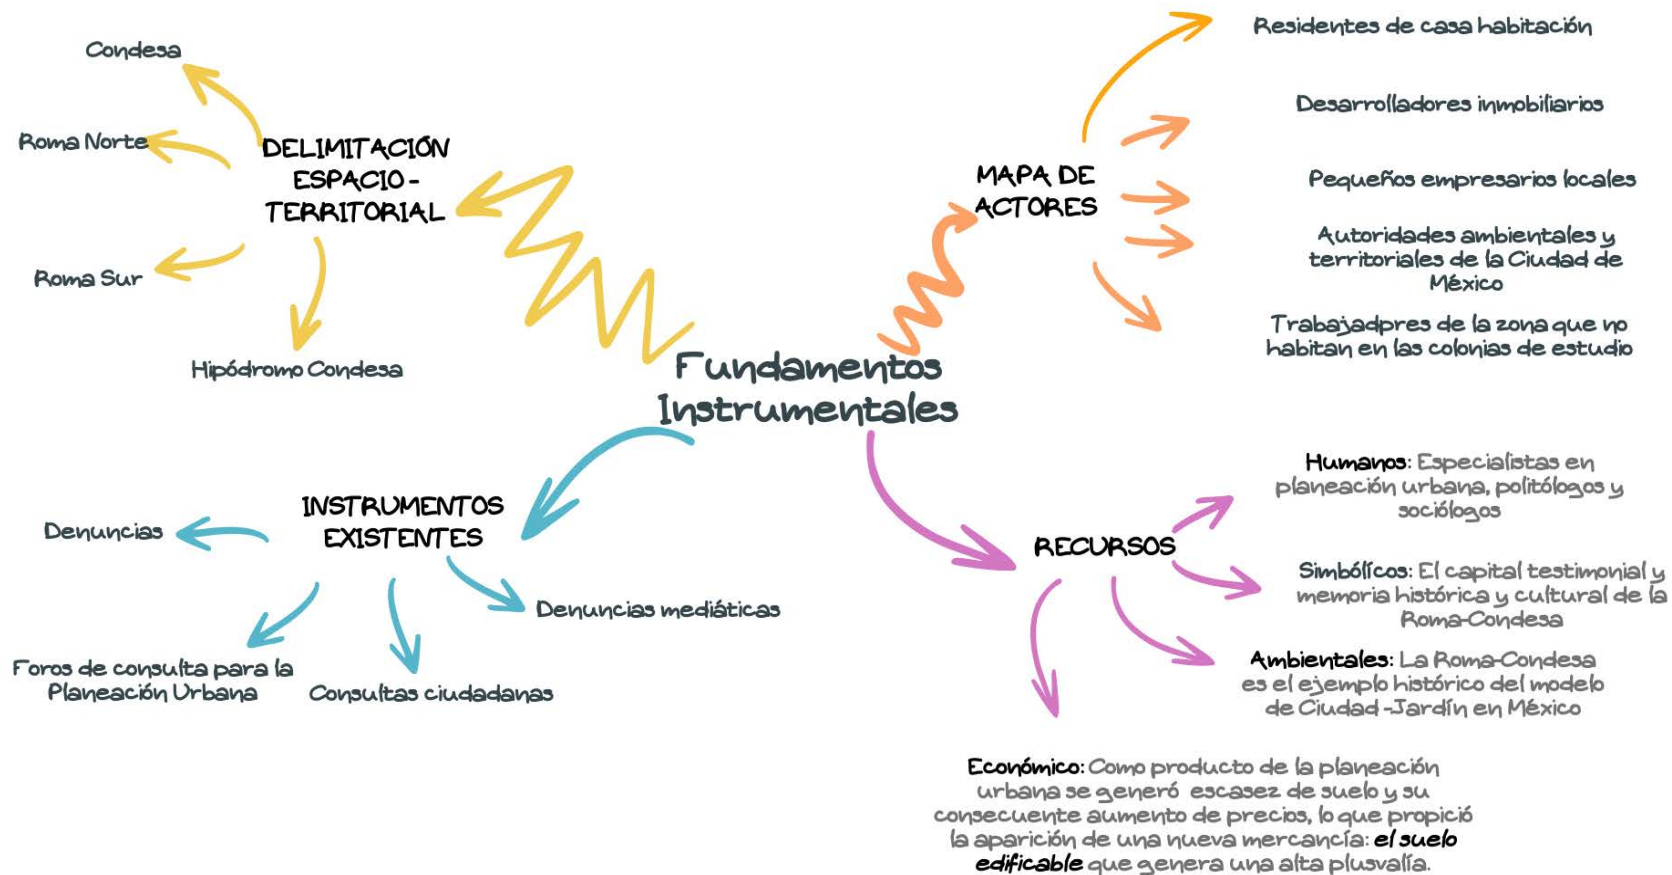 Condesa
Roma Norte
DELIMITACIÓN
ESPACIO -
TERRITORIAL
Roma Sur
Hipódromo Condesa
MAPA DE
ACTORES
Residentes de casa habitación
Desarrolladores inmobiliarios
Pequeños empresarios locales
Autoridades ambientales y
territoriales de la Ciudad de
México
Trabajadpres de la zona que no
habitan en las colonias de estudio
Fundamentos
Instrumentales
INSTRUMENTOS
EXISTENTES
Denuncias
Denuncias mediáticas
Foros de consulta para la
Planeación Urbana
Consultas ciudadanas
RECURSOS
Humanos: Especialistas en
planeación urbana, politólogos y
sociólogos
Simbólícos: El capital testimonial y
memoria histórica y cultural de la
Roma-Condesa
Ambientales: La Roma-Condesa
es el ejemplo histórico del modelo
de Ciudad -Jardín en México
Económico: Como producto de la planeación
urbana se generó escasez de suelo y su
consecuente aumento de precios, lo que propició
la aparición de una nueva mercancía: el suelo
edificable que genera una alta plusvalía.